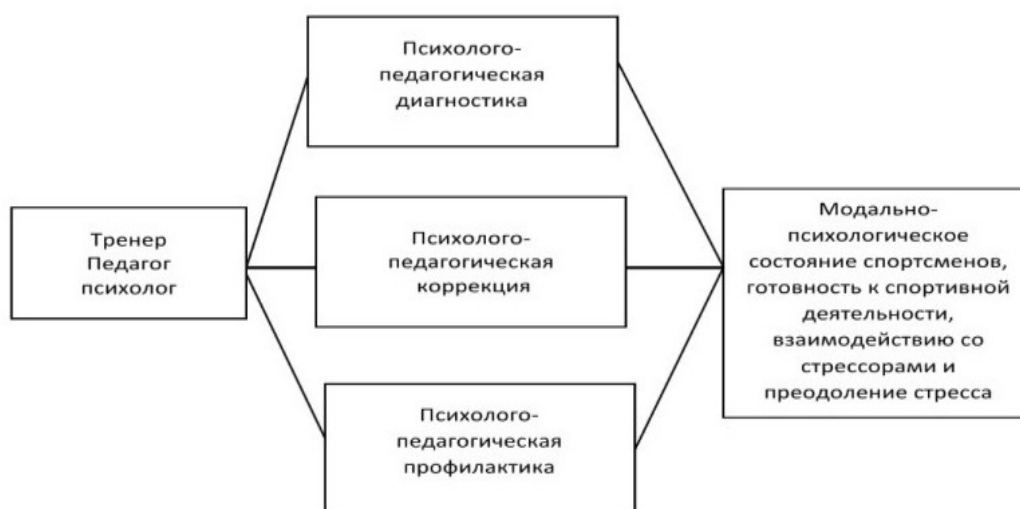 Психолого-
педагогическая
диагностика
Тренер
Педагог
психолог
Психолого-
педагогическая
коррекция
Психолого-
педагогическая
профилактика
Модально-
психологическое
состояние спортсменов,
готовность к спортивной
деятельности,
взаимодействию со
стрессорами и
преодоление стресса